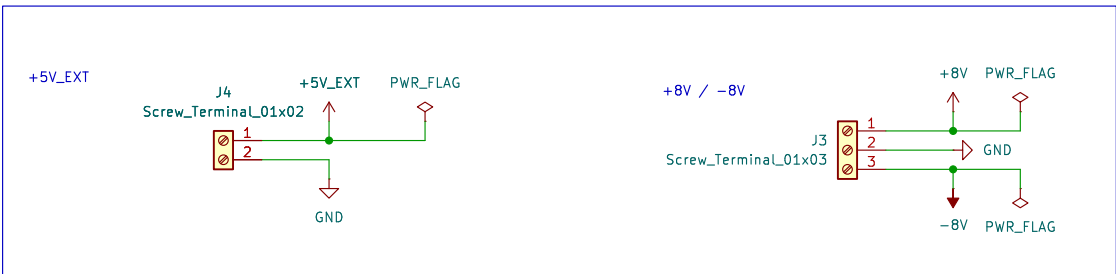 +5V_EXT
J4
Screw_Terminal_01x02
+5V_EXT
PWR_FLAG
1
2
GND
+8V / -8V
+8V
PWR_FLAG
J3
Screw_Terminal_01x03
1
2
3
GND
-8V
PWR_FLAG